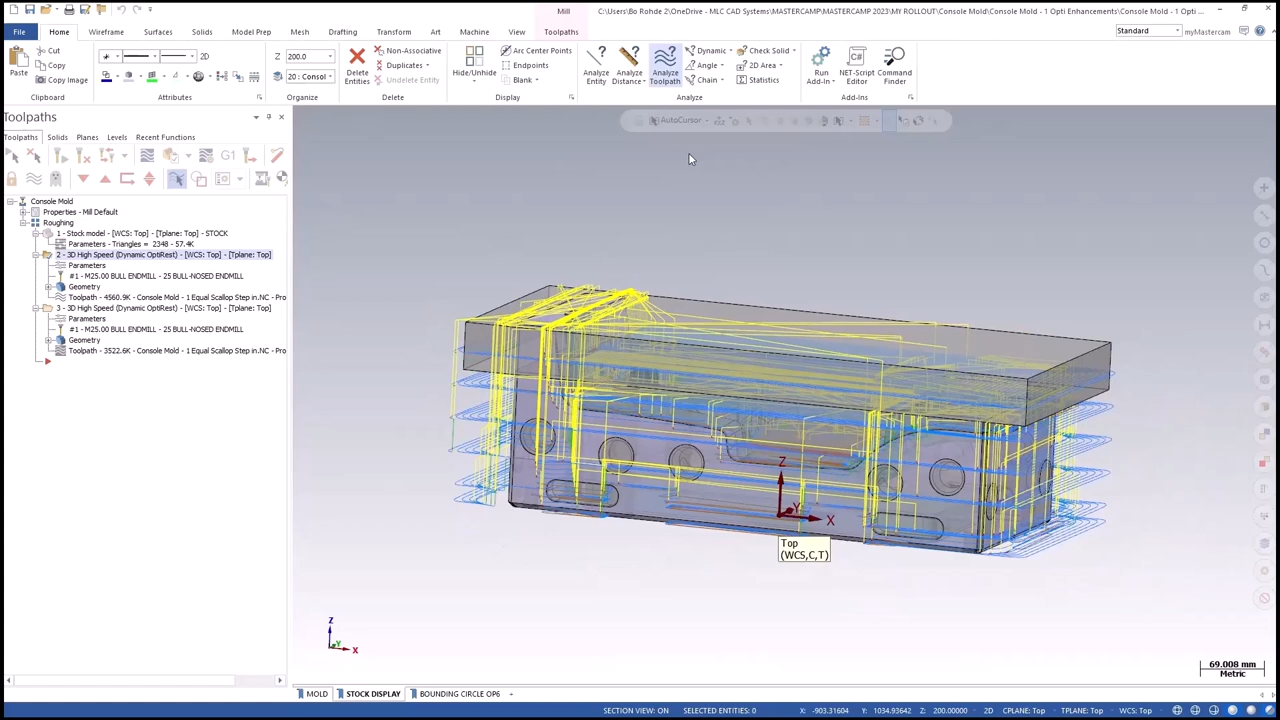 Mill
C:\Users\Bo Rohde 2\OneDrive - MLC CAD Systems\MASTERCAMP\MASTERCAMP 2023\MY ROLLOUT\Console Mold\Console Mold - 1 Opti Enhancements\Console Mold - 1 Opti ...
File Home Wireframe Surfaces Solids Model Prep Mesh Drafting Transform Art Machine View Toolpaths
Standard myMastercam
Paste Cut Copy Copy Image
2D Z 200.0 20 : Consol
Delete Entities Non-Associative Duplicates Undelete Entity
Hide/Unhide Arc Center Points Endpoints Blank
Analyze Entity Analyze Distance Analyze Toolpath Dynamic Angle Chain Check Solid 2D Area Statistics
Run Add-In NET-Script Editor Command Finder
Clipboard Attributes Organize Delete Display Analyze Add-Ins
Toolpaths
AutoCursor
Toolpaths Solids Planes Levels Recent Functions
G1
Console Mold
Properties - Mill Default
Roughing
1 - Stock model - [WCS: Top] - [Tplane: Top] - STOCK
Parameters - Triangles = 2348 - 57.4K
2 - 3D High Speed (Dynamic OptiRest) - [WCS: Top] - [Tplane: Top]
Parameters
#1 - M25.00 BULL ENDMILL - 25 BULL-NOSED ENDMILL
Geometry
Toolpath - 4560.9K - Console Mold - 1 Equal Scallop Step in.NC - Pro
3 - 3D High Speed (Dynamic OptiRest) - [WCS: Top] - [Tplane: Top]
Parameters
#1 - M25.00 BULL ENDMILL - 25 BULL-NOSED ENDMILL
Geometry
Toolpath - 3522.6K - Console Mold - 1 Equal Scallop Step in.NC - Pro
Z
Y
X
Top
(WCS,C,T)
Z
Y
X
69.008 mm
Metric
MOLD STOCK DISPLAY BOUNDING CIRCLE OP6 +
SECTION VIEW: ON SELECTED ENTITIES: 0 X: -903.31604 Y: 1034.93642 Z: 200.00000 2D CPLANE: Top TPLANE: Top WCS: Top